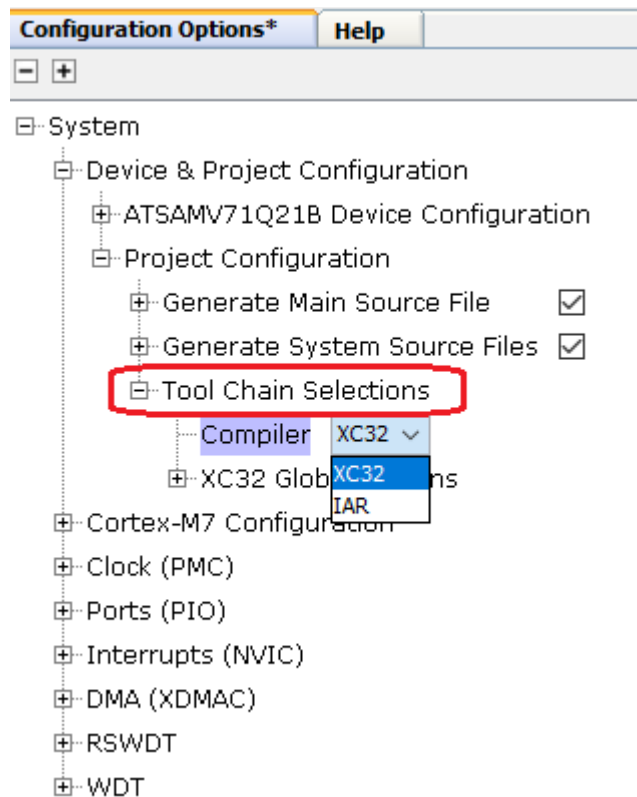 Configuration Options* Help
System
Device & Project Configuration
ATSAMV71Q21B Device Configuration
Project Configuration
Generate Main Source File
Generate System Source Files
Tool Chain Selections
Compiler XC32
XC32 Glob ns
XC32
IAR
Cortex-M7 Configuration
Clock (PMC)
Ports (PIO)
Interrupts (NVIC)
DMA (XDMAC)
RSWDT
WDT